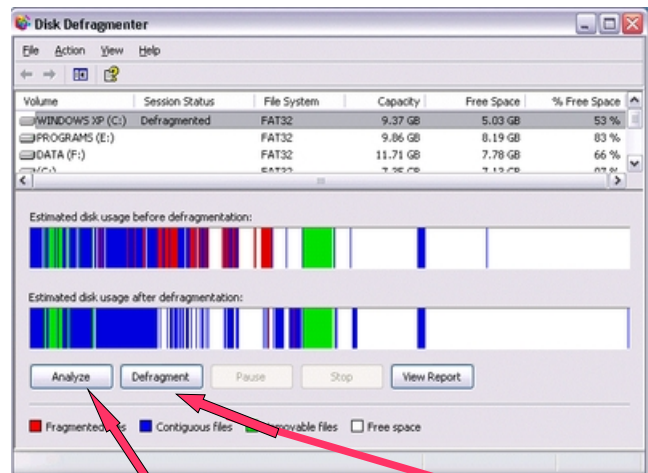 Disk Defragmenter
File Action View Help
Volume Session Status File System Capacity Free Space % Free Space
WINDOWS XP (C:) Defragmented FAT32 9.37 GB 5.03 GB 53 %
PROGRAMS (E:) FAT32 9.86 GB 8.19 GB 83 %
DATA (F:) FAT32 11.71 GB 7.78 GB 66 %
FAT32
Estimated disk usage before defragmentation:
Estimated disk usage after defragmentation:
Analyze Defragment Pause Stop View Report
Fragmented Contiguous files files Free space